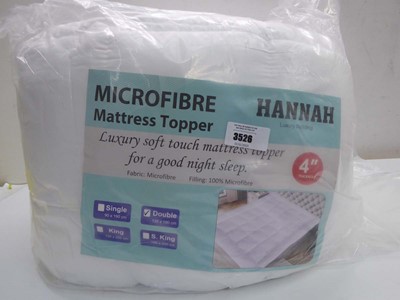 MICROFIBRE
Mattress Topper
HANNAH
3526
Luxury soft touch mattress topper
for a good night sleep.
Fabric: Microfibre Filling: 100% Microfibre
4"
Single
Double
King
S. King